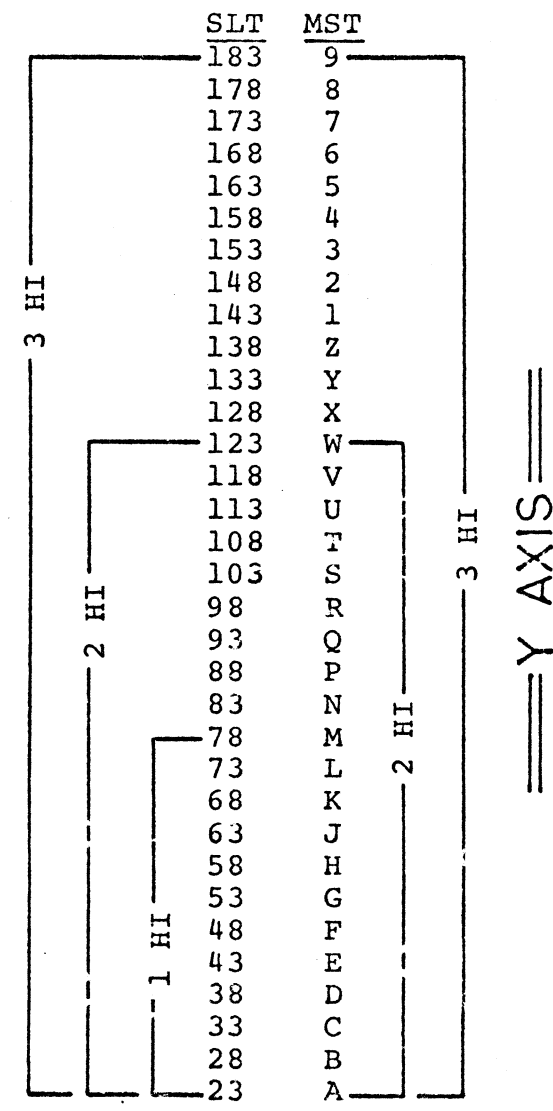 SLT MST
183 9
178 8
173 7
168 6
163 5
158 4
153 3
148 2
143 1
138 Z
133 Y
128 X
123 W
118 V
113 U
108 T
103 S
98 R
93 Q
88 P
83 N
78 M
73 L
68 K
63 J
58 H
53 G
48 F
43 E
38 D
33 C
28 B
23 A
3 HI
2 HI
1 HI
2 HI
3 HI
Y AXIS